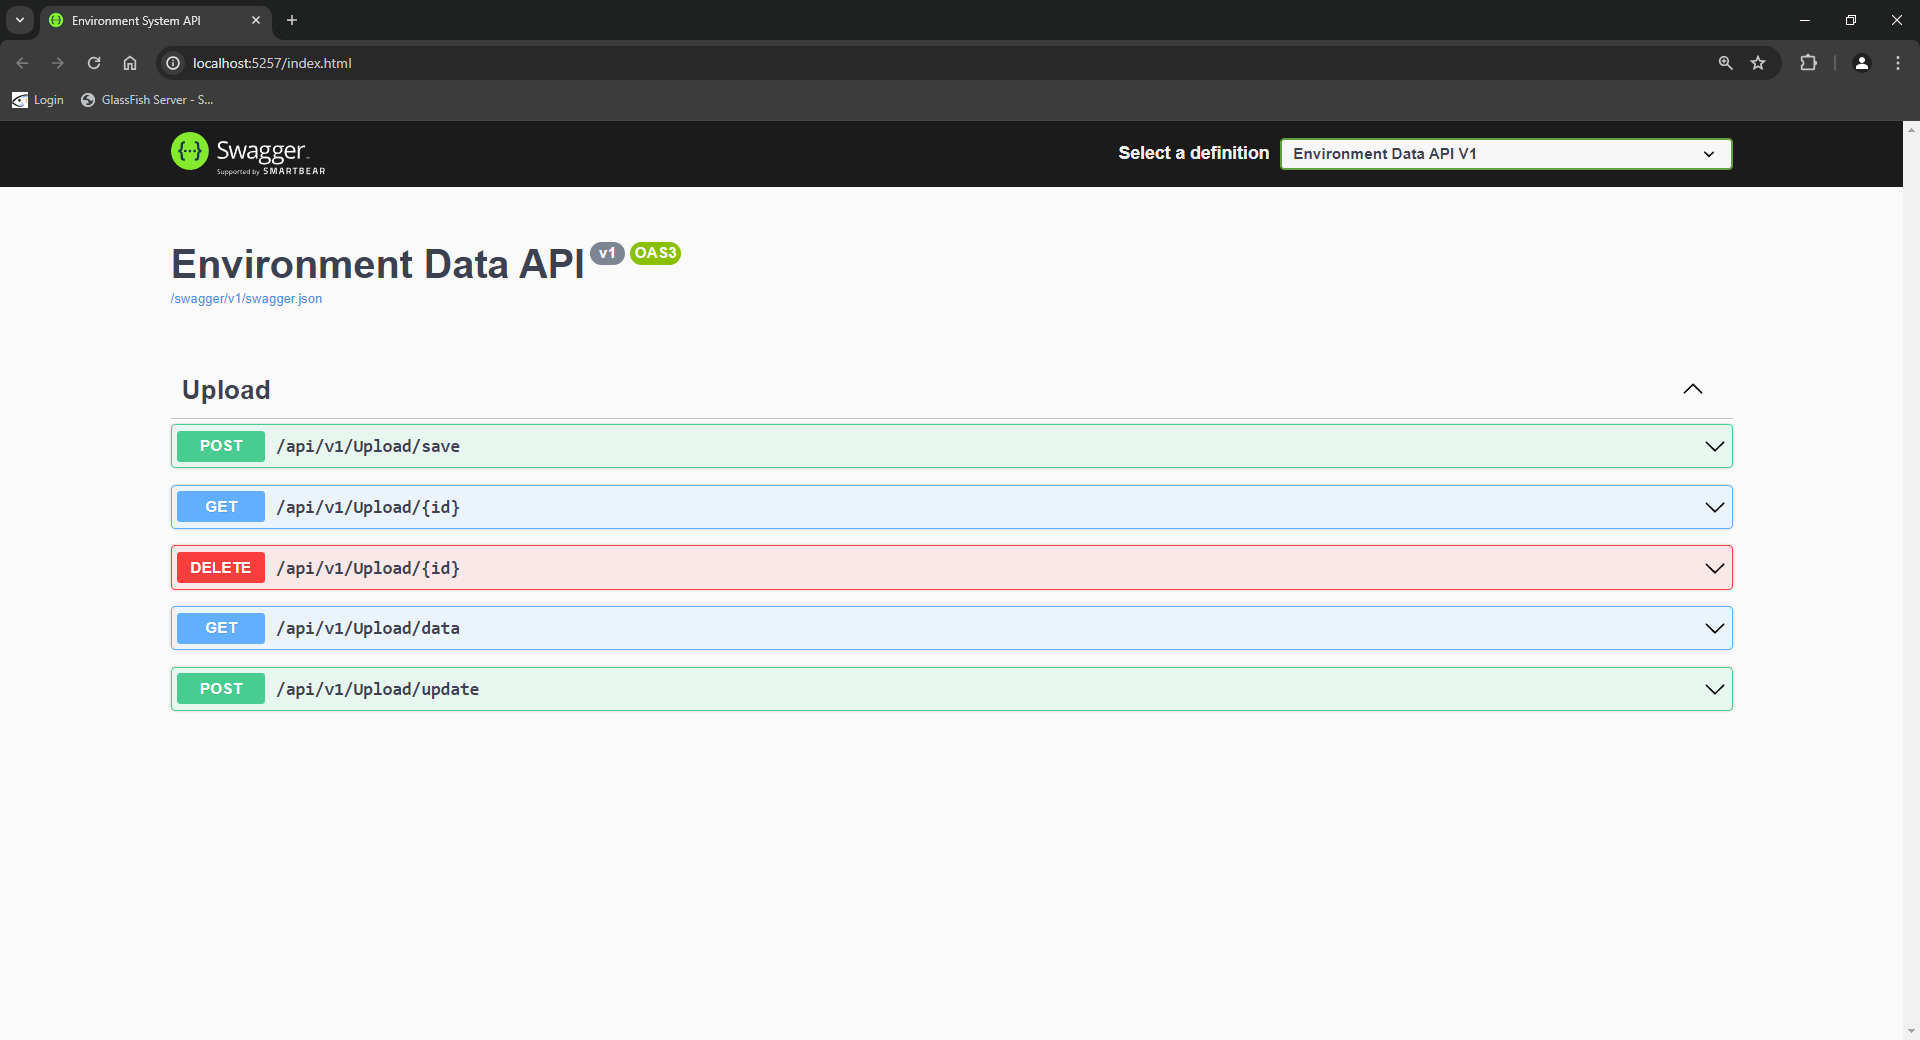 Environment System API
localhost:5257/index.html
Login
GlassFish Server - S...
Swagger
Supported by SMARTBEAR
Select a definition
Environment Data API V1
Environment Data API v1 OAS3
/swagger/v1/swagger.json
Upload
POST /api/v1/Upload/save
GET /api/v1/Upload/{id}
DELETE /api/v1/Upload/{id}
GET /api/v1/Upload/data
POST /api/v1/Upload/update